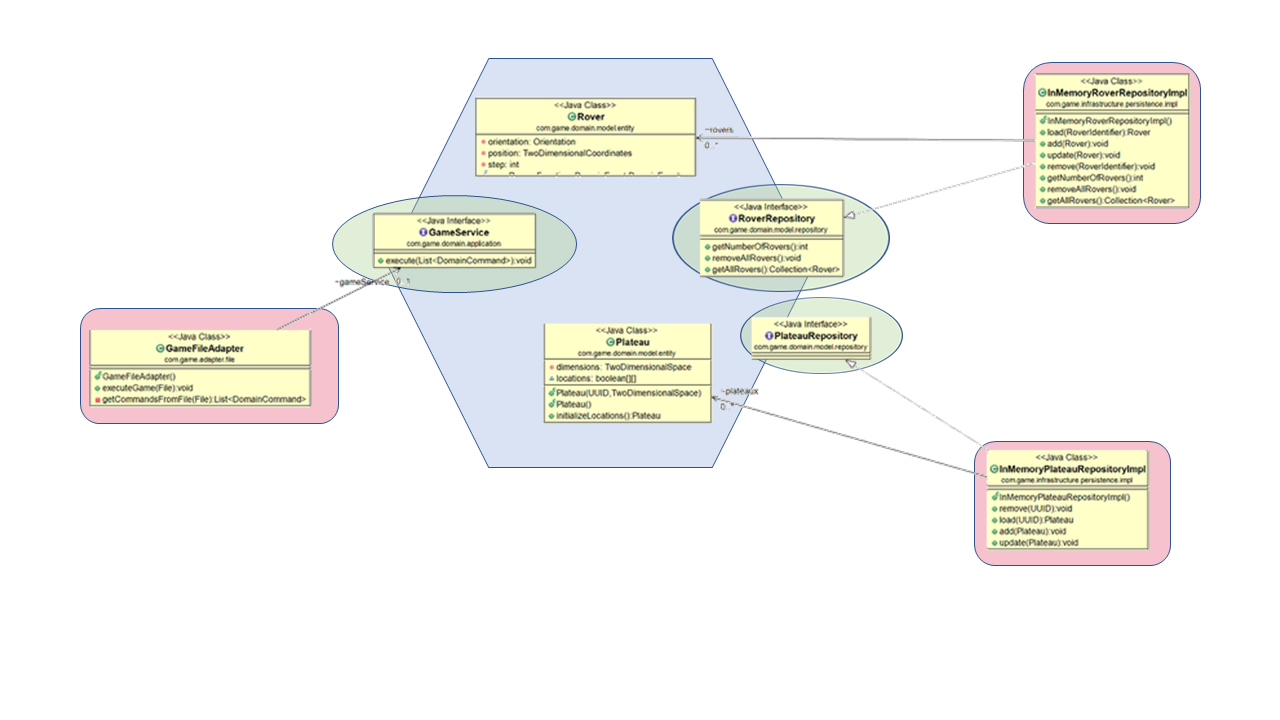 <<Java Class>>
Rover
com.game.domain.model.entity
orientation: Orientation
position: TwoDimensionalCoordinates
step: int
~rovers
0..*
<<Java Class>>
InMemoryRoverRepositoryImpl
com.game.infrastructure.persistence.impl
InMemoryRoverRepositoryImpl()
load(RoverIdentifier):Rover
add(Rover):void
update(Rover):void
remove(RoverIdentifier):void
getNumberOfRovers():int
removeAllRovers():void
getAllRovers():Collection<Rover>
<<Java Interface>>
GameService
com.game.domain.application
execute(List<DomainCommand>):void
~gameService
0..1
<<Java Interface>>
RoverRepository
com.game.domain.model.repository
getNumberOfRovers():int
removeAllRovers():void
getAllRovers():Collection<Rover>
<<Java Class>>
GameFileAdapter
com.game.adapter.file
GameFileAdapter()
executeGame(File):void
getCommandsFromFile(File):List<DomainCommand>
<<Java Class>>
Plateau
com.game.domain.model.entity
dimensions: TwoDimensionalSpace
locations: boolean[][]
Plateau(UUID,TwoDimensionalSpace)
Plateau()
initializeLocations():Plateau
<<Java Interface>>
PlateauRepository
com.game.domain.model.repository
~plateaux
<<Java Class>>
InMemoryPlateauRepositoryImpl
com.game.infrastructure.persistence.impl
InMemoryPlateauRepositoryImpl()
remove(UUID):void
load(UUID):Plateau
add(Plateau):void
update(Plateau):void